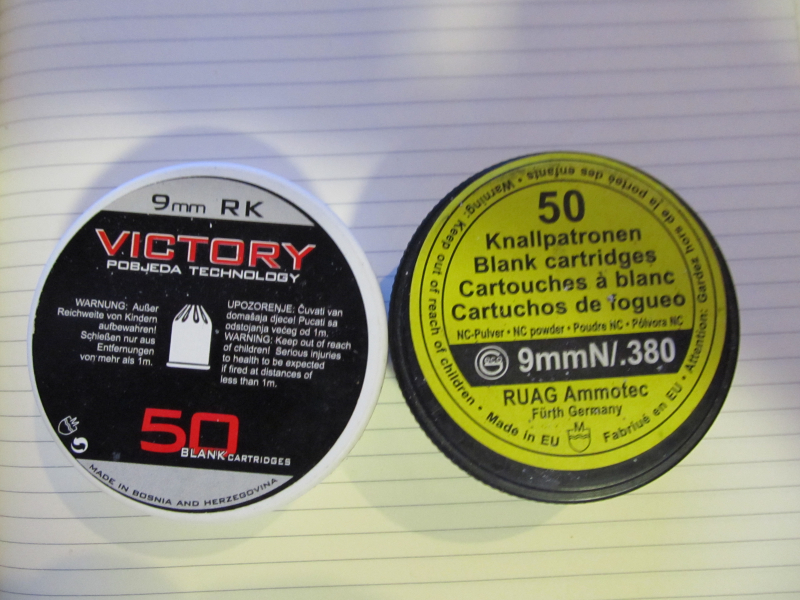 9mm RK
VICTORY
POBJEDA TECHNOLOGY
WARNUNG: Außer
Reichweite von Kindern
aufbewahren!
Schießen nur aus
Entfernungen
von mehr als 1m.
UPOZORENJE: Čuvati van
domašaja djece! Pucati sa
odstojanja većeg od 1m.
WARNING: Keep out of reach
of children! Serious injuries
to health to be expected
if fired at distances of
less than 1m.
50
BLANK CARTRIDGES
MADE IN BOSNIA AND HERZEGOVINA
50
Knallpatronen
Blank cartridges
Cartouches à blanc
Cartuchos de fogueo
NC-Pulver • NC powder • Poudre NC • Pólvora NC
9mmN/.380
RUAG Ammotec
Fürth Germany
Warning: Keep out of reach of children. • Made in EU
Attention: Gardez hors de la porteé des enfants. • Fabriqué en EU